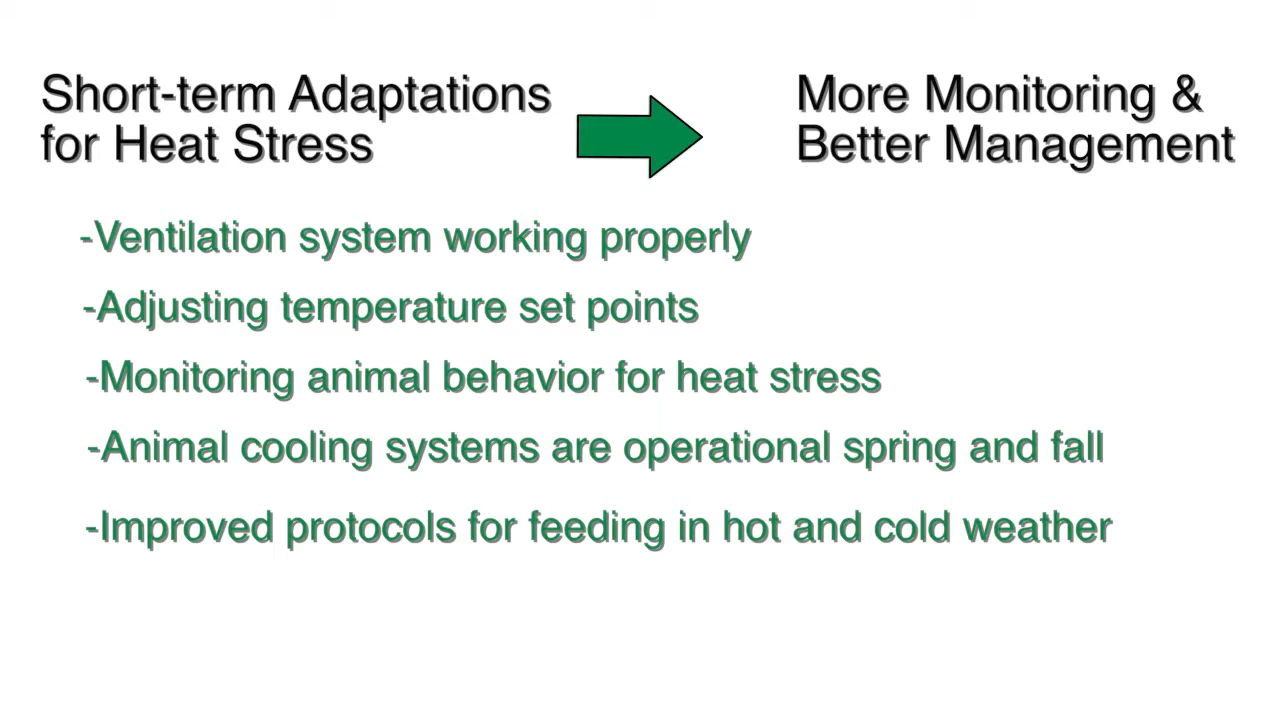 Short-term Adaptations
for Heat Stress
More Monitoring &
Better Management
-Ventilation system working properly
-Adjusting temperature set points
-Monitoring animal behavior for heat stress
-Animal cooling systems are operational spring and fall
-Improved protocols for feeding in hot and cold weather